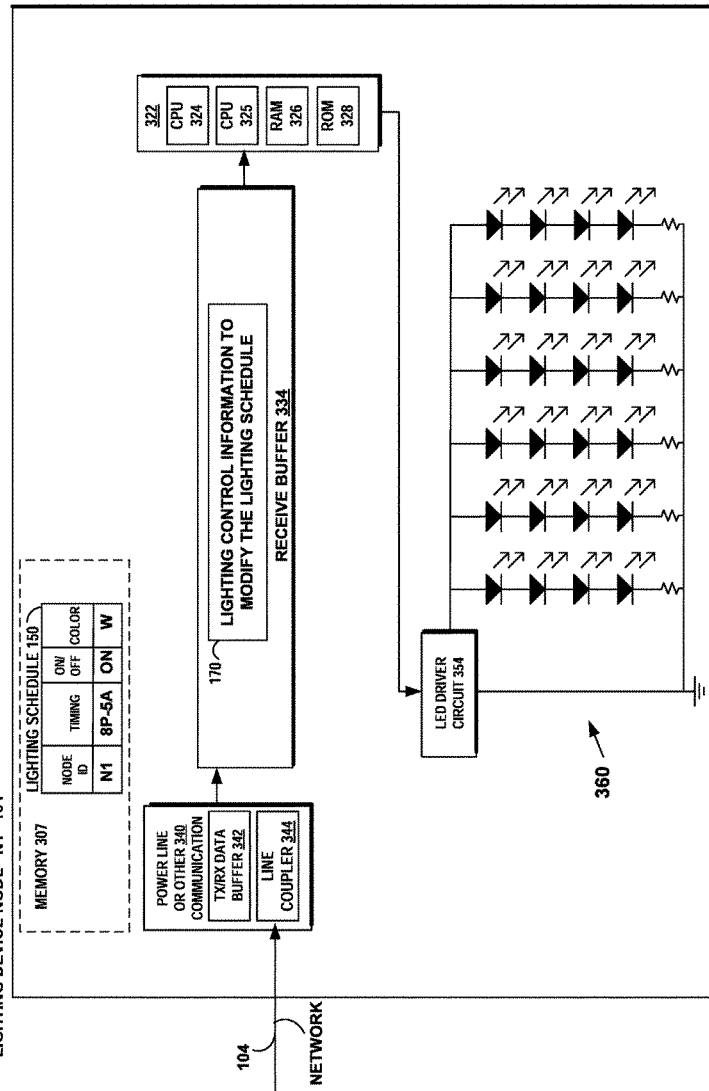 LIGHTING DEVICE NODE
MEMORY 307
LIGHTING SCHEDULE 150
NODE ID
TIMING
ON/ OFF
COLOR
N1
8P-5A
ON
W
104
NETWORK
POWER LINE
OR OTHER 340
COMMUNICATION
TX/RX DATA
BUFFER 342
LINE
COUPLER 344
170
LIGHTING CONTROL INFORMATION TO
MODIFY THE LIGHTING SCHEDULE
RECEIVE BUFFER 334
322
CPU
324
CPU
325
RAM
326
ROM
328
LED DRIVER
CIRCUIT 354
360